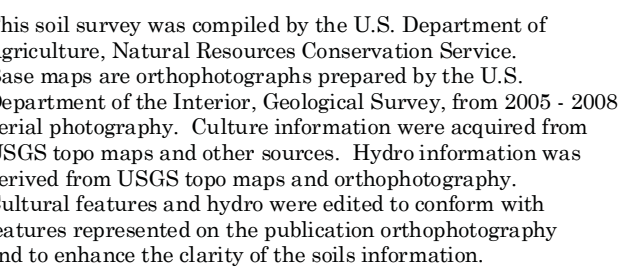 his soil survey was compiled by the U.S. Department of
griculture, Natural Resources Conservation Service.
ase maps are orthophotographs prepared by the U.S.
epartment of the Interior, Geological Survey, from 2005 - 2008
erial photography.  Culture information were acquired from
SGS topo maps and other sources.  Hydro information was
erived from USGS topo maps and orthophotography.
ultural features and hydro were edited to conform with
eatures represented on the publication orthophotography
nd to enhance the clarity of the soils information.